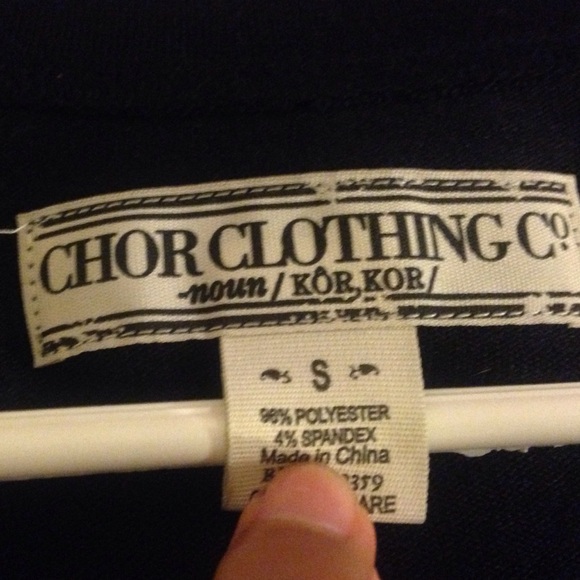 CHOR CLOTHING Co.
-noun / KÔR, KOR/
S
96% POLYESTER
4% SPANDEX
Made in China